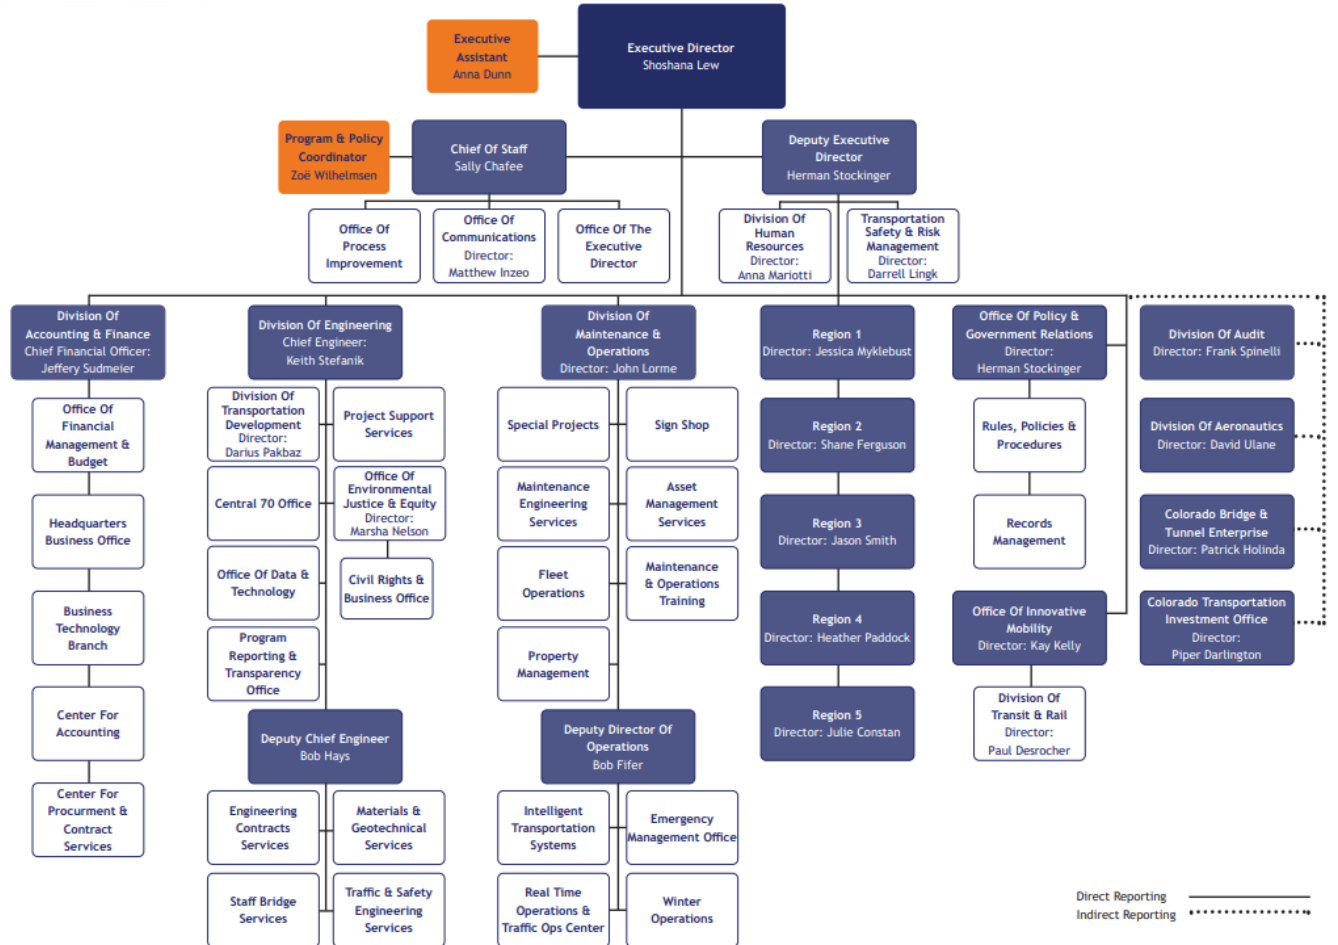 Executive
Assistant
Anna Dunn
Executive Director
Shoshana Lew
Program & Policy
Coordinator
Zoë Wilhelmsen
Chief Of Staff
Sally Chafee
Deputy Executive
Director
Herman Stockinger
Office Of
Process
Improvement
Office Of
Communications
Director:
Matthew Inzeo
Office Of The
Executive
Director
Division Of
Human
Resources
Director:
Anna Mariotti
Transportation
Safety & Risk
Management
Director:
Darrell Lingk
Division Of
Accounting & Finance
Chief Financial Officer:
Jeffery Sudmeier
Office Of
Financial
Management &
Budget
Headquarters
Business Office
Business
Technology
Branch
Center For
Accounting
Center For
Procurment &
Contract
Services
Division Of Engineering
Chief Engineer:
Keith Stefanik
Division Of
Transportation
Development
Director:
Darius Pakbaz
Project Support
Services
Central 70 Office
Office Of
Environmental
Justice & Equity
Director:
Marsha Nelson
Office Of Data &
Technology
Civil Rights &
Business Office
Program
Reporting &
Transparency
Office
Deputy Chief Engineer
Bob Hays
Engineering
Contracts
Services
Materials &
Geotechnical
Services
Staff Bridge
Services
Traffic & Safety
Engineering
Services
Division Of
Maintenance &
Operations
Director: John Lorme
Special Projects
Sign Shop
Maintenance
Engineering
Services
Asset
Management
Services
Fleet
Operations
Maintenance
& Operations
Training
Property
Management
Deputy Director Of
Operations
Bob Fifer
Intelligent
Transportation
Systems
Emergency
Management Office
Real Time
Operations &
Traffic Ops Center
Winter
Operations
Region 1
Director: Jessica Myklebust
Region 2
Director: Shane Ferguson
Region 3
Director: Jason Smith
Region 4
Director: Heather Paddock
Region 5
Director: Julie Constan
Office Of Policy &
Government Relations
Director:
Herman Stockinger
Rules, Policies &
Procedures
Records
Management
Office Of Innovative
Mobility
Director: Kay Kelly
Division Of
Transit & Rail
Director:
Paul Desrocher
Division Of Audit
Director: Frank Spinelli
Division Of Aeronautics
Director: David Ulane
Colorado Bridge &
Tunnel Enterprise
Director: Patrick Holinda
Colorado Transportation
Investment Office
Director:
Piper Darlington
Direct Reporting
Indirect Reporting